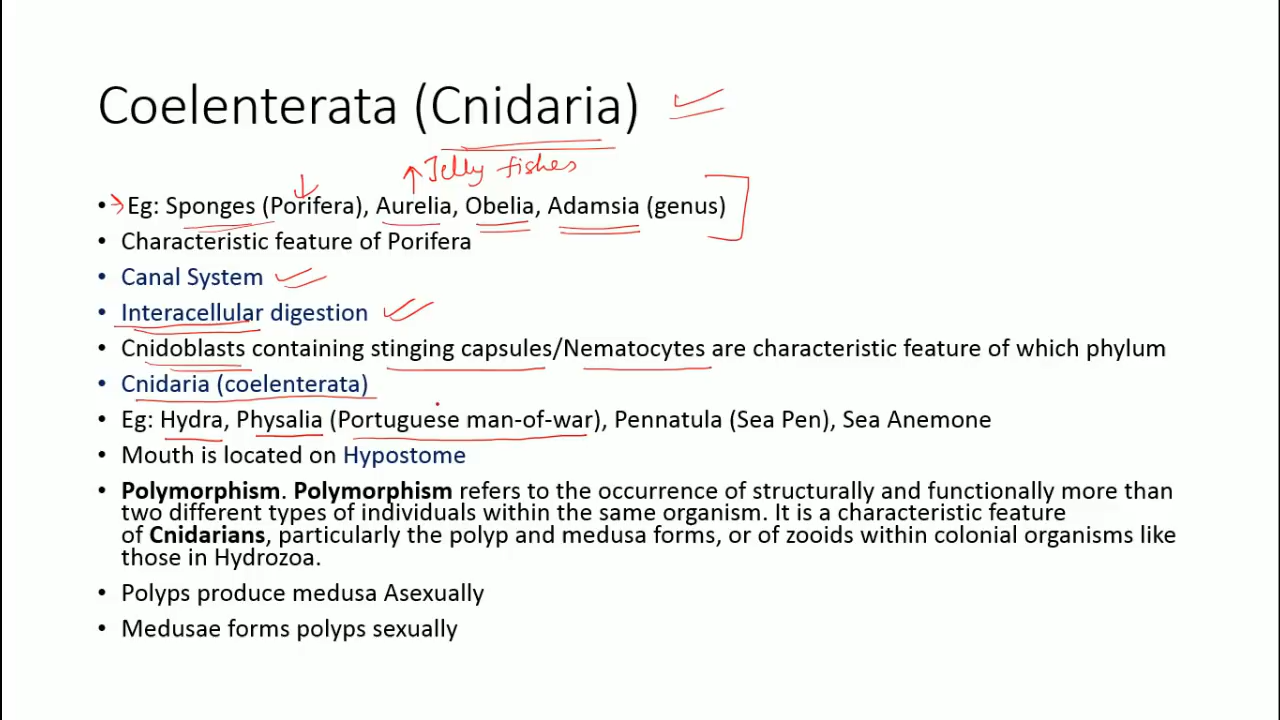 Coelenterata (Cnidaria)
Jelly fishes
• Eg: Sponges (Porifera), Aurelia, Obelia, Adamsia (genus)
• Characteristic feature of Porifera
• Canal System
• Interacellular digestion
• Cnidoblasts containing stinging capsules/Nematocytes are characteristic feature of which phylum
• Cnidaria (coelenterata)
• Eg: Hydra, Physalia (Portuguese man-of-war), Pennatula (Sea Pen), Sea Anemone
• Mouth is located on Hypostome
• Polymorphism. Polymorphism refers to the occurrence of structurally and functionally more than
two different types of individuals within the same organism. It is a characteristic feature
of Cnidarians, particularly the polyp and medusa forms, or of zooids within colonial organisms like
those in Hydrozoa.
• Polyps produce medusa Asexually
• Medusae forms polyps sexually